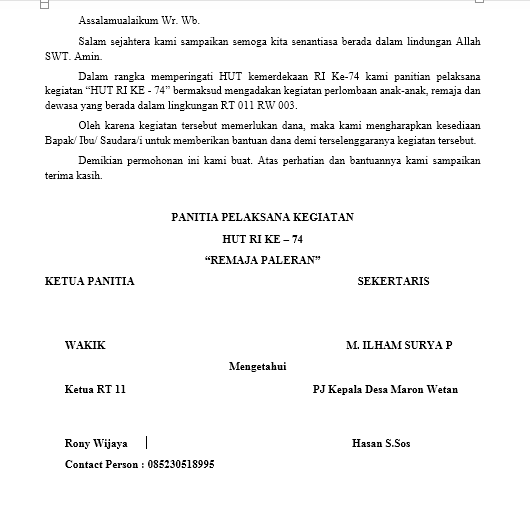 Assalamualaikum Wr. Wb.
Salam sejahtera kami sampaikan semoga kita senantiasa berada dalam lindungan Allah
SWT. Amin.
Dalam rangka memperingati HUT kemerdekaan RI Ke-74 kami panitian pelaksana
kegiatan “HUT RI KE - 74” bermaksud mengadakan kegiatan perlombaan anak-anak, remaja dan
dewasa yang berada dalam lingkungan RT 011 RW 003.
Oleh karena kegiatan tersebut memerlukan dana, maka kami mengharapkan kesediaan
Bapak/ Ibu/ Saudara/i untuk memberikan bantuan dana demi terselenggaranya kegiatan tersebut.
Demikian permohonan ini kami buat. Atas perhatian dan bantuannya kami sampaikan
terima kasih.
PANITIA PELAKSANA KEGIATAN
HUT RI KE – 74
“REMAJA PALERAN”
KETUA PANITIA SEKERTARIS
WAKIK M. ILHAM SURYA P
Mengetahui
Ketua RT 11 PJ Kepala Desa Maron Wetan
Rony Wijaya Hasan S.Sos
Contact Person : 085230518995